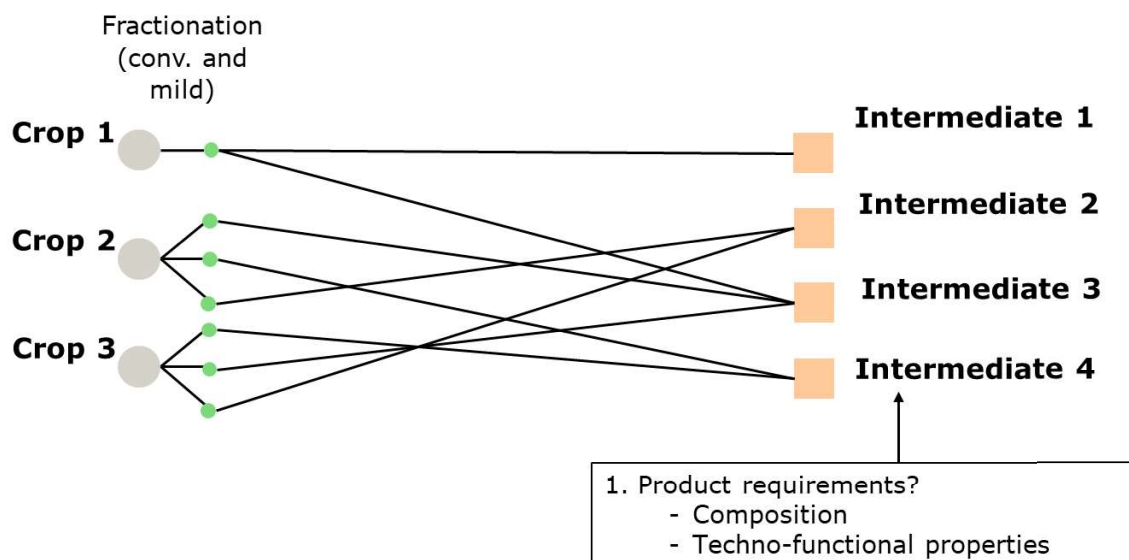 Fractionation
(conv. and
mild)
Crop 1
Intermediate 1
Crop 2
Intermediate 2
Intermediate 3
Crop 3
Intermediate 4
1. Product requirements?
- Composition
- Techno-functional properties